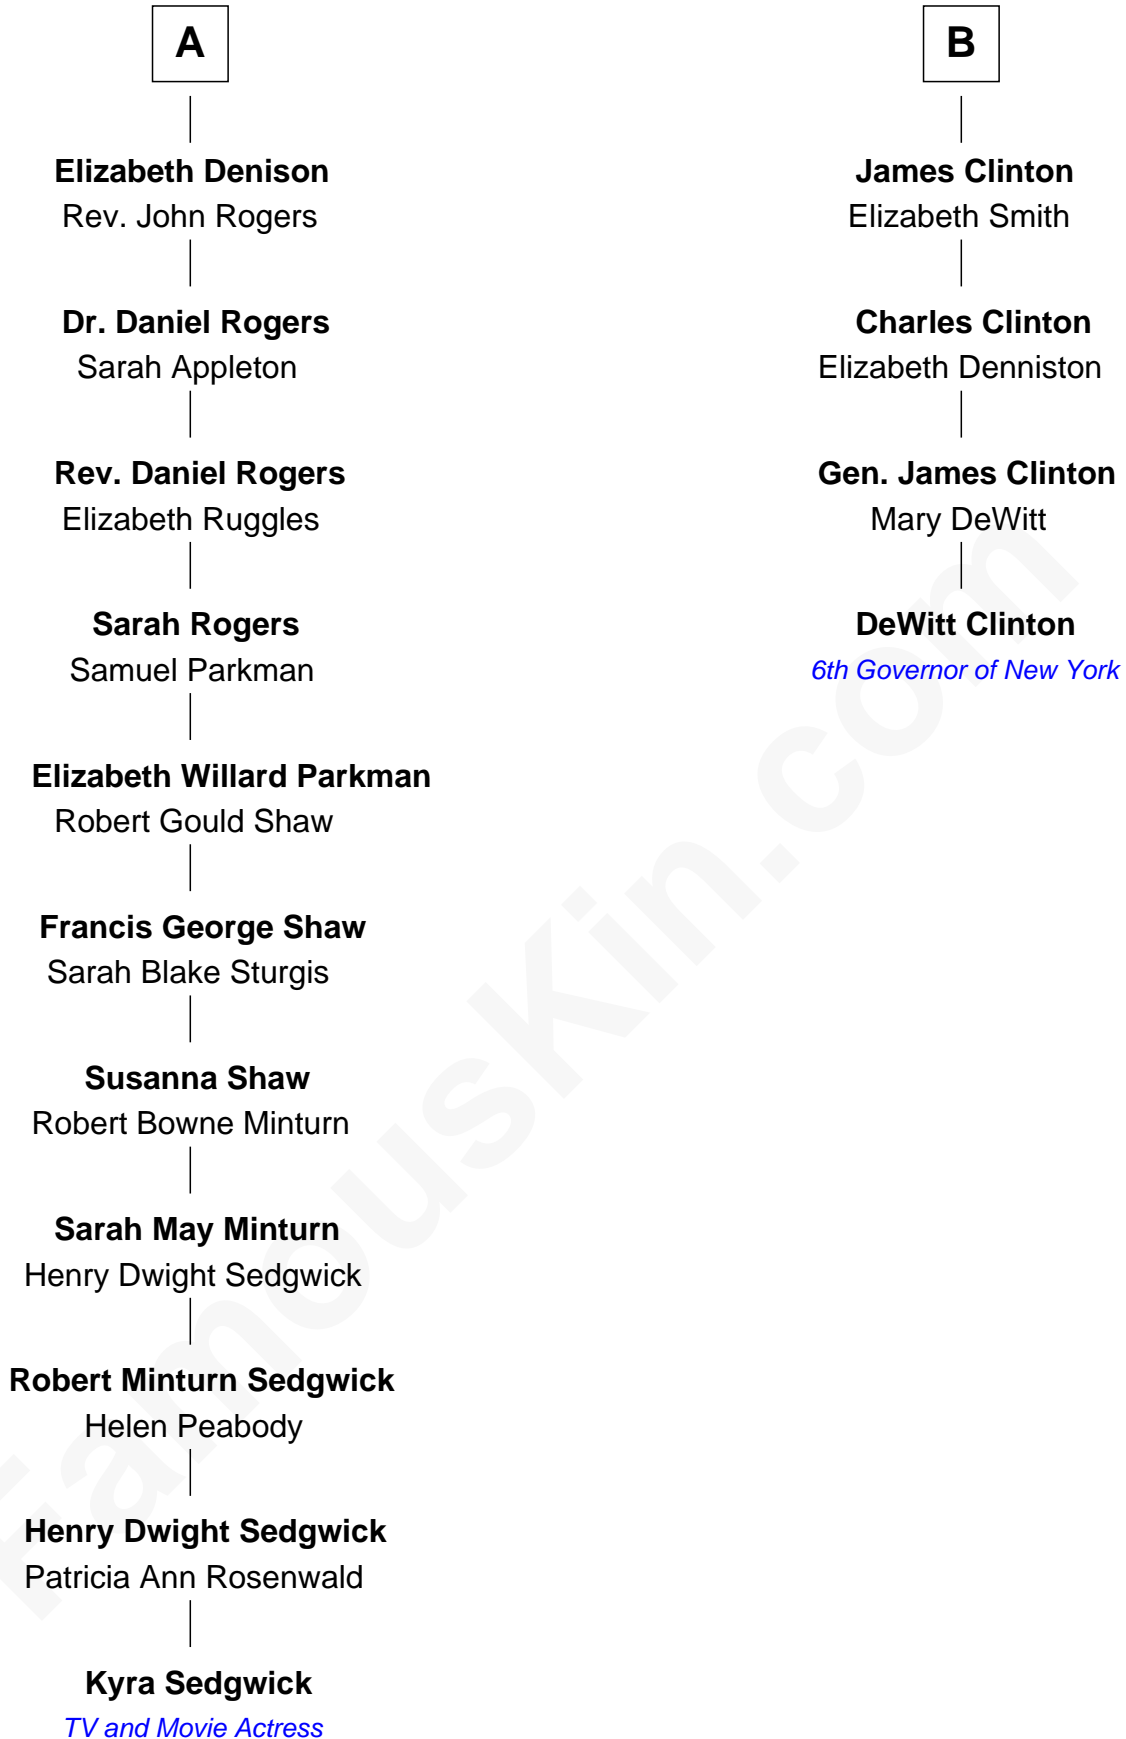 A
Elizabeth Denison
Rev. John Rogers
Dr. Daniel Rogers
Sarah Appleton
Rev. Daniel Rogers
Elizabeth Ruggles
Sarah Rogers
Samuel Parkman
Elizabeth Willard Parkman
Robert Gould Shaw
Francis George Shaw
Sarah Blake Sturgis
Susanna Shaw
Robert Bowne Minturn
Sarah May Minturn
Henry Dwight Sedgwick
Robert Minturn Sedgwick
Helen Peabody
Henry Dwight Sedgwick
Patricia Ann Rosenwald
Kyra Sedgwick
TV and Movie Actress
B
James Clinton
Elizabeth Smith
Charles Clinton
Elizabeth Denniston
Gen. James Clinton
Mary DeWitt
DeWitt Clinton
6th Governor of New York
FamousKin.com